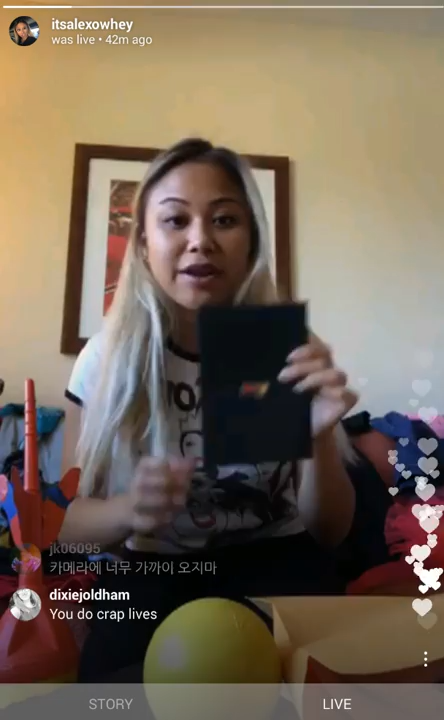 itsalexowhey
was live • 42m ago
jk06095
카메라에 너무 가까이 오지마
dixiejoldham
You do crap lives
STORY
LIVE